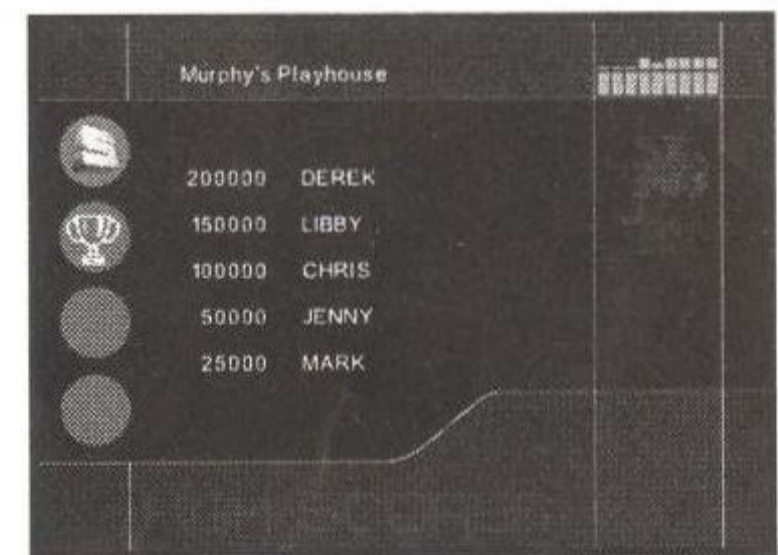 Murphy's Playhouse
200000 DEREK
150000 LIBBY
100000 CHRIS
50000 JENNY
25000 MARK